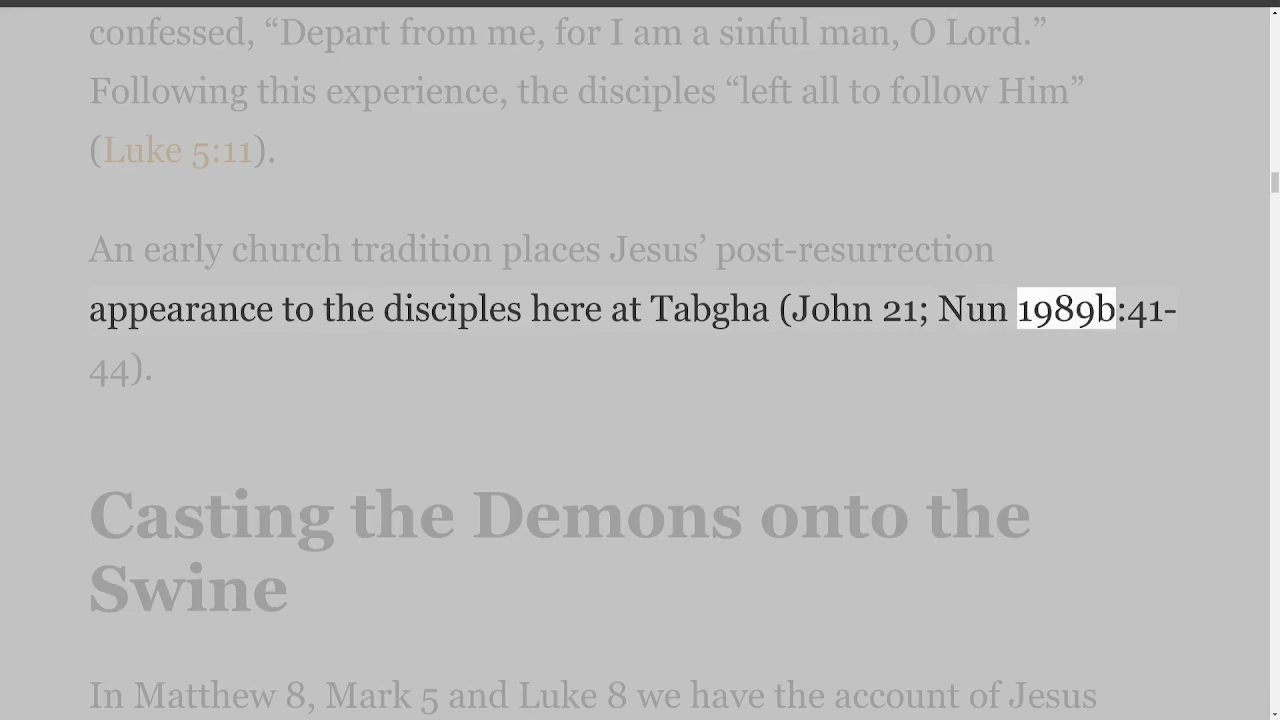 confessed, “Depart from me, for I am a sinful man, O Lord.”
Following this experience, the disciples “left all to follow Him”
(Luke 5:11).
An early church tradition places Jesus’ post-resurrection
appearance to the disciples here at Tabgha (John 21; Nun 1989b:41-
44).
Casting the Demons onto the
Swine
In Matthew 8, Mark 5 and Luke 8 we have the account of Jesus